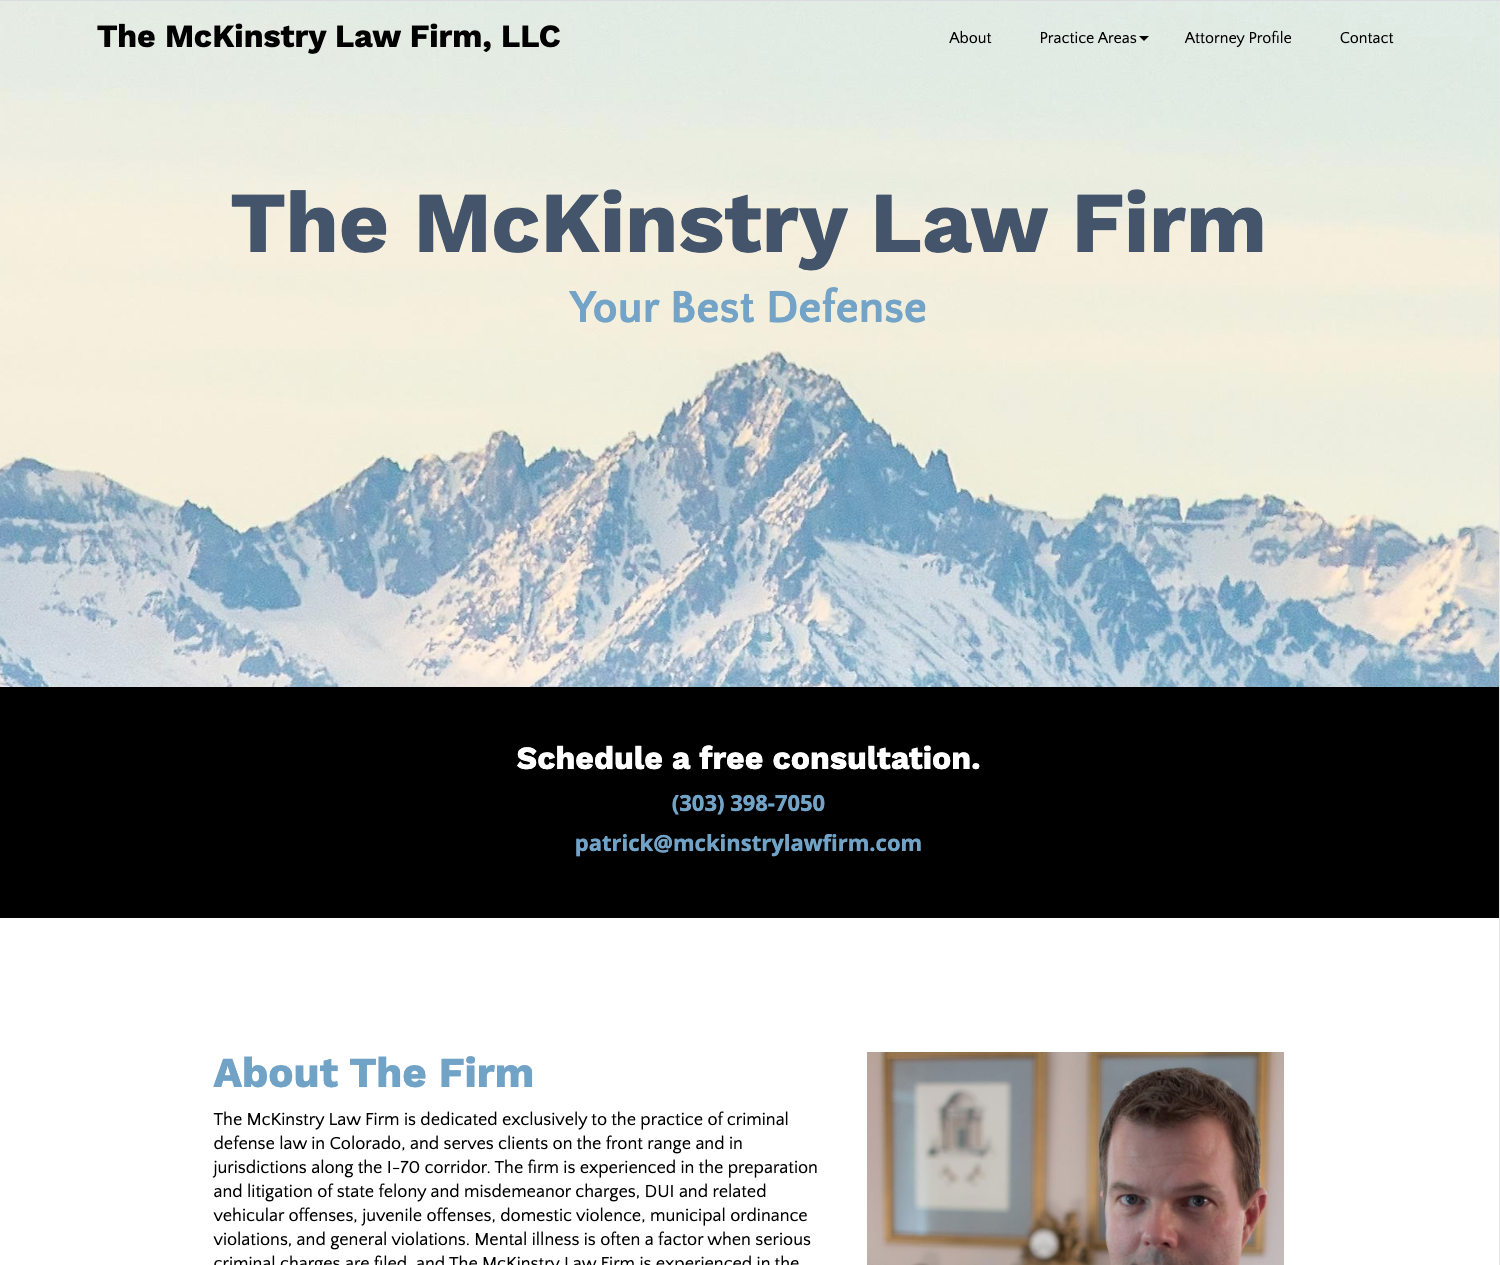 The McKinstry Law Firm, LLC
About
Practice Areas
Attorney Profile
Contact
The McKinstry Law Firm
Your Best Defense
Schedule a free consultation.
(303) 398-7050
patrick@mckinstrylawfirm.com
About The Firm
The McKinstry Law Firm is dedicated exclusively to the practice of criminal
defense law in Colorado, and serves clients on the front range and in
jurisdictions along the I-70 corridor. The firm is experienced in the preparation
and litigation of state felony and misdemeanor charges, DUI and related
vehicular offenses, juvenile offenses, domestic violence, municipal ordinance
violations, and general violations. Mental illness is often a factor when serious
criminal charges are filed, and The McKinstry Law Firm is experienced in the